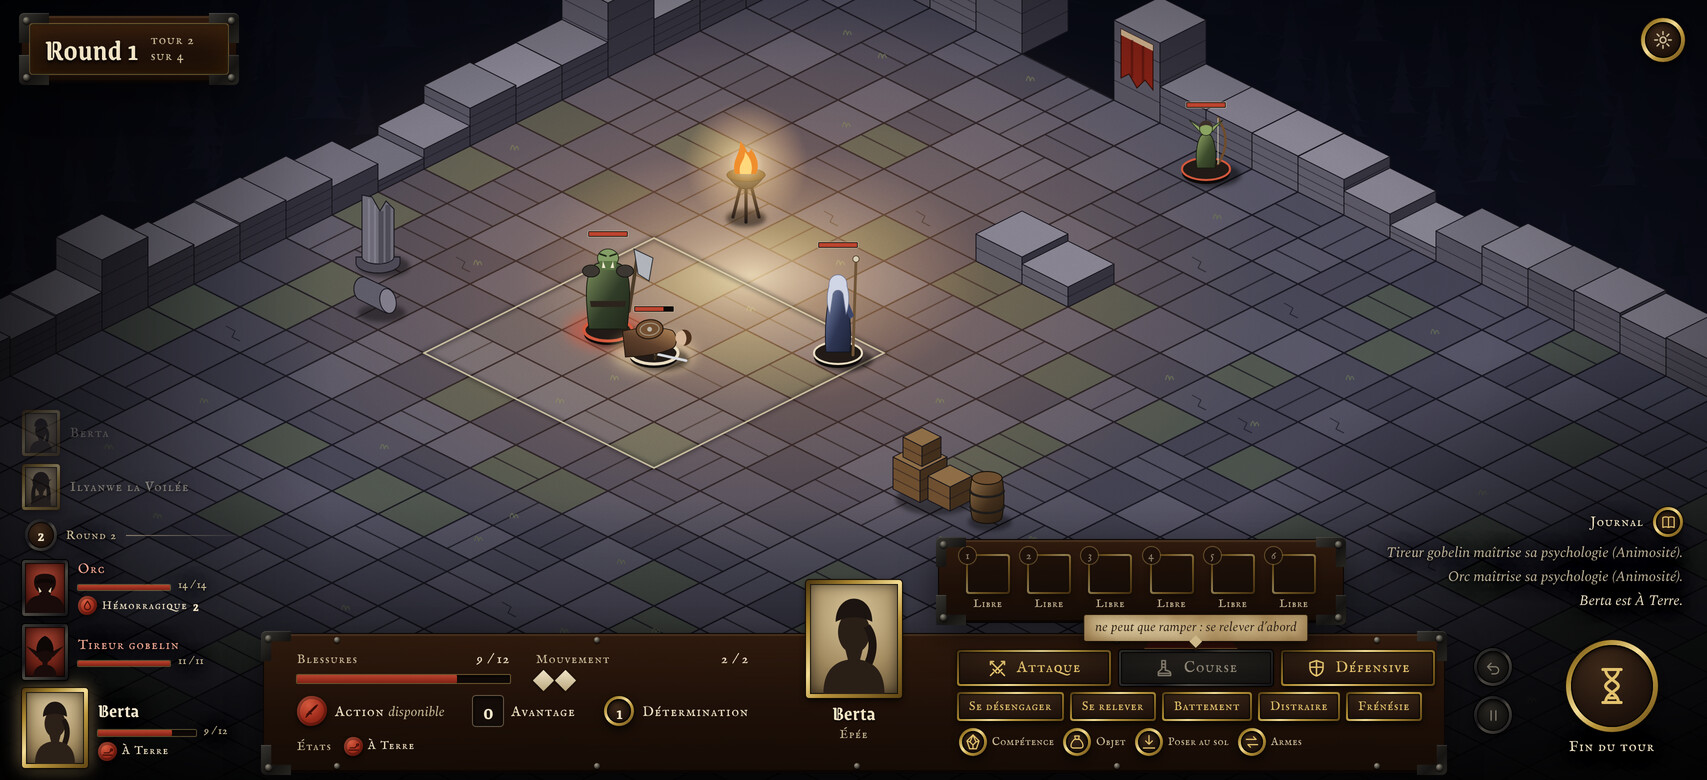 Round 1
TOUR 2
SUR 4
BERTA
ILYANWE LA VOILÉE
2
ROUND 2
ORC
14/14
HÉMORRAGIQUE 2
TIREUR GOBELIN
11/11
Berta
9/12
À TERRE
BLESSURES 9/12
MOUVEMENT 2/2
ACTION disponible
0 AVANTAGE
1 DÉTERMINATION
ÉTATS À TERRE
Berta
ÉPÉE
1 2 3 4 5 6
LIBRE LIBRE LIBRE LIBRE LIBRE LIBRE
ne peut que ramper : se relever d'abord
ATTAQUE COURSE DÉFENSIVE
SE DÉSENGAGER SE RELEVER BATTEMENT DISTRAIRE FRÉNÉSIE
COMPÉTENCE OBJET POSER AU SOL ARMES
JOURNAL
Tireur gobelin maîtrise sa psychologie (Animosité).
Orc maîtrise sa psychologie (Animosité).
Berta est À Terre.
FIN DU TOUR